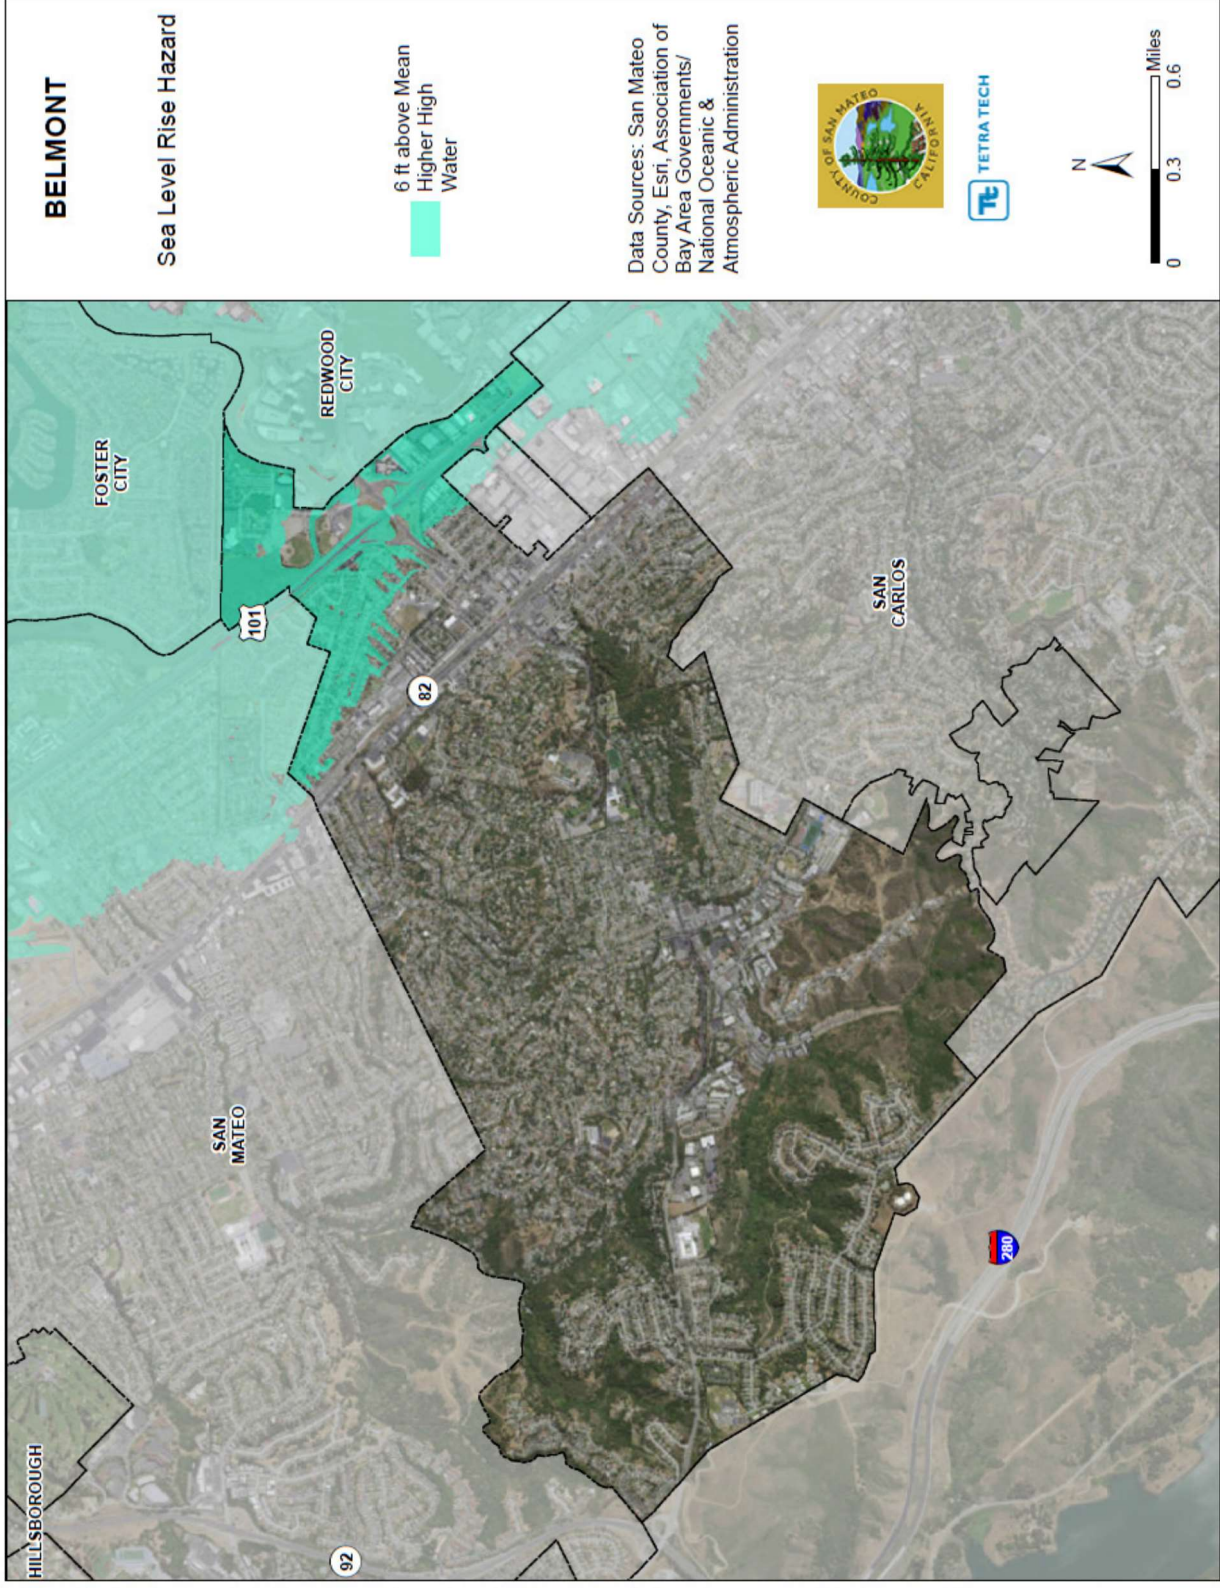 BELMONT
Sea Level Rise Hazard
6 ft above Mean
Higher High
Water
Data Sources: San Mateo
County, Esri, Association of
Bay Area Governments/
National Oceanic &
Atmospheric Administration
COUNTY OF SAN MATEO
CALIFORNIA
Tt TETRA TECH
N
0 0.3 0.6 Miles
HILLSBOROUGH
92
SAN
MATEO
FOSTER
CITY
101
REDWOOD
CITY
82
SAN
CARLOS
280